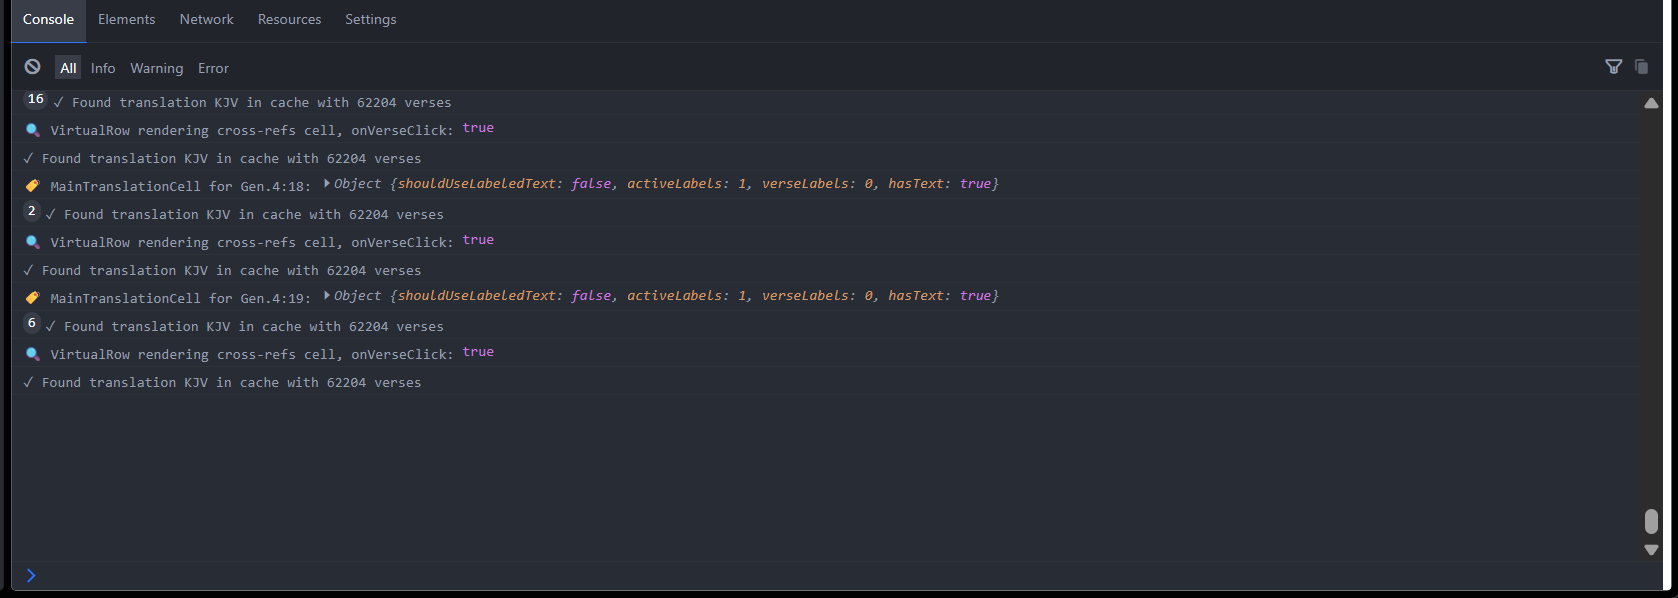 Console Elements Network Resources Settings
All Info Warning Error
16 ✓ Found translation KJV in cache with 62204 verses
🔍 VirtualRow rendering cross-refs cell, onVerseClick: true
✓ Found translation KJV in cache with 62204 verses
🏷️ MainTranslationCell for Gen.4:18: ▶Object {shouldUseLabeledText: false, activeLabels: 1, verseLabels: 0, hasText: true}
2 ✓ Found translation KJV in cache with 62204 verses
🔍 VirtualRow rendering cross-refs cell, onVerseClick: true
✓ Found translation KJV in cache with 62204 verses
🏷️ MainTranslationCell for Gen.4:19: ▶Object {shouldUseLabeledText: false, activeLabels: 1, verseLabels: 0, hasText: true}
6 ✓ Found translation KJV in cache with 62204 verses
🔍 VirtualRow rendering cross-refs cell, onVerseClick: true
✓ Found translation KJV in cache with 62204 verses